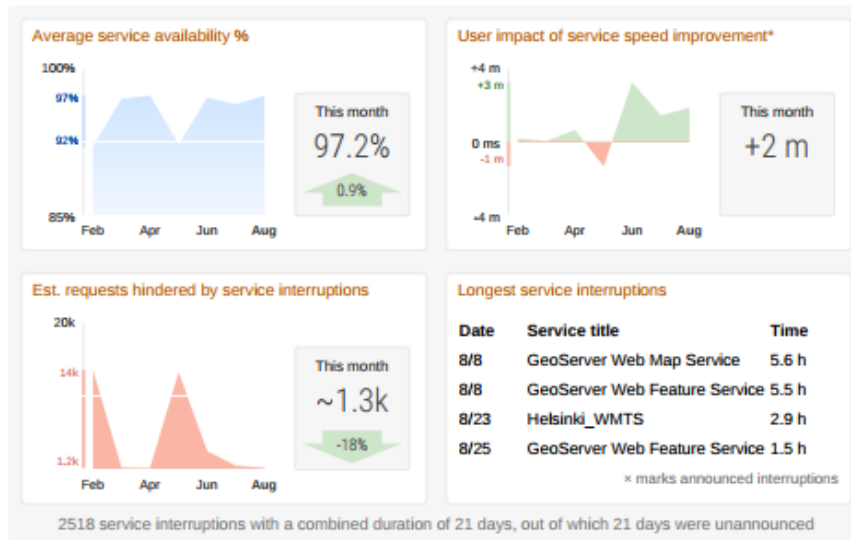 Average service availability %
100%
97%
92%
85%
Feb Apr Jun Aug
This month
97.2%
0.9%
User impact of service speed improvement*
+4 m
+3 m
0 ms
-1 m
-4 m
Feb Apr Jun Aug
This month
+2 m
Est. requests hindered by service interruptions
20k
14k
1.2k
Feb Apr Jun Aug
This month
~1.3k
-18%
Longest service interruptions
Date Service title Time
8/8 GeoServer Web Map Service 5.6 h
8/8 GeoServer Web Feature Service 5.5 h
8/23 Helsinki_WMTS 2.9 h
8/25 GeoServer Web Feature Service 1.5 h
× marks announced interruptions
2518 service interruptions with a combined duration of 21 days, out of which 21 days were unannounced